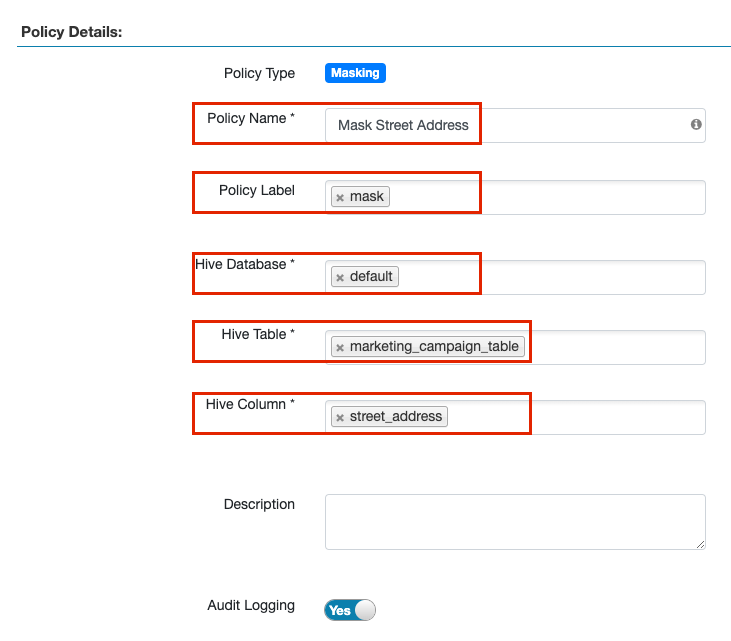 Policy Details:
Policy Type Masking
Policy Name * Mask Street Address
Policy Label × mask
Hive Database * × default
Hive Table * × marketing_campaign_table
Hive Column * × street_address
Description
Audit Logging Yes